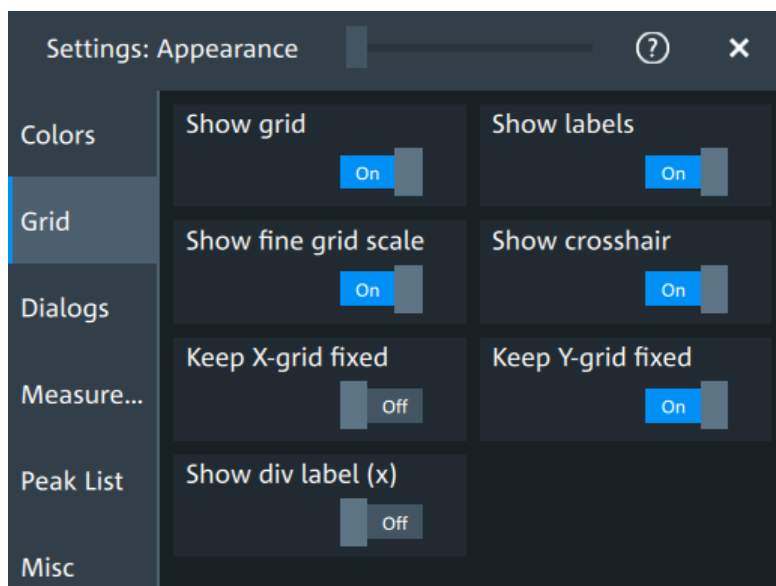 Settings: Appearance ? ×
Colors
Grid
Dialogs
Measure...
Peak List
Misc
Show grid
On
Show labels
On
Show fine grid scale
On
Show crosshair
On
Keep X-grid fixed
Off
Keep Y-grid fixed
On
Show div label (x)
Off